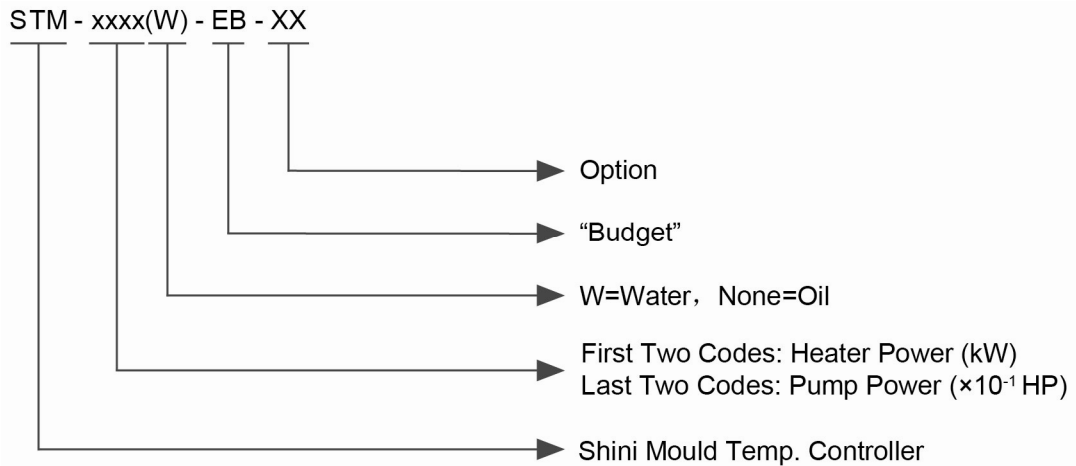 STM - xxxx(W) - EB - XX
Option
“Budget”
W=Water，None=Oil
First Two Codes: Heater Power (kW)
Last Two Codes: Pump Power (×10⁻¹ HP)
Shini Mould Temp. Controller